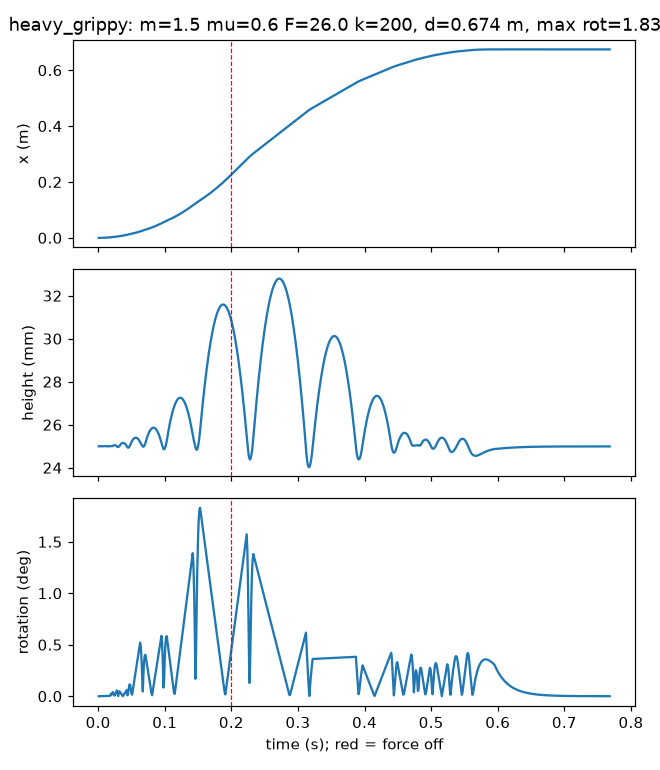 heavy_grippy: m=1.5 mu=0.6 F=26.0 k=200, d=0.674 m, max rot=1.83
x (m)
0.6
0.4
0.2
0.0
height (mm)
32
30
28
26
24
rotation (deg)
1.5
1.0
0.5
0.0
0.0 0.1 0.2 0.3 0.4 0.5 0.6 0.7 0.8
time (s); red = force off